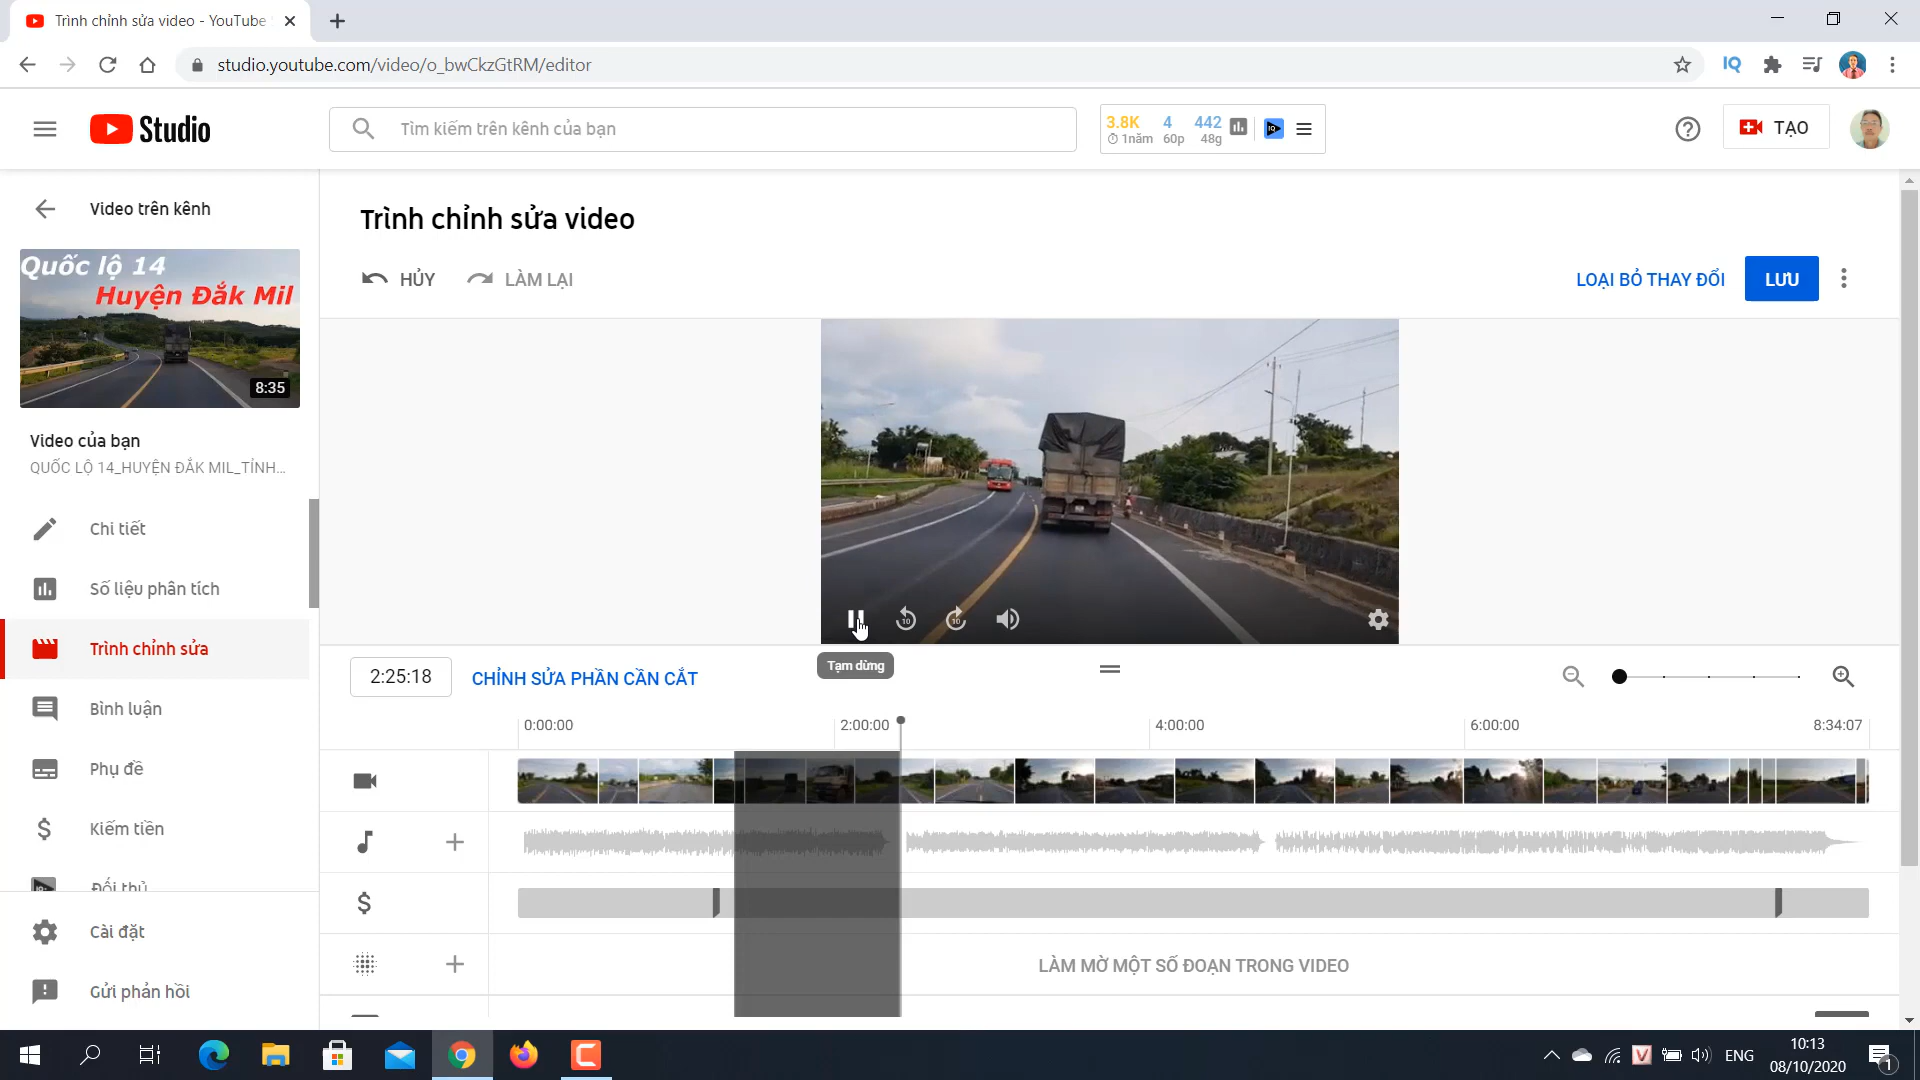 Trình chỉnh sửa video - YouTube
studio.youtube.com/video/o_bwCkzGtRM/editor
IQ
Studio
Tìm kiếm trên kênh của bạn
3.8K 4 442
1năm 60p 48g
TẠO
Video trên kênh
Trình chỉnh sửa video
HỦY
LÀM LẠI
LOẠI BỎ THAY ĐỔI
LƯU
Quốc lộ 14
Huyện Đắk Mil
8:35
Video của bạn
QUỐC LỘ 14_HUYỆN ĐẮK MIL_TỈNH...
Chi tiết
Số liệu phân tích
Trình chỉnh sửa
Bình luận
Phụ đề
Kiếm tiền
Đối thủ
Cài đặt
Gửi phản hồi
10
10
Tạm dừng
2:25:18
CHỈNH SỬA PHẦN CẦN CẮT
0:00:00
2:00:00
4:00:00
6:00:00
8:34:07
LÀM MỜ MỘT SỐ ĐOẠN TRONG VIDEO
V
ENG
10:13
08/10/2020
1